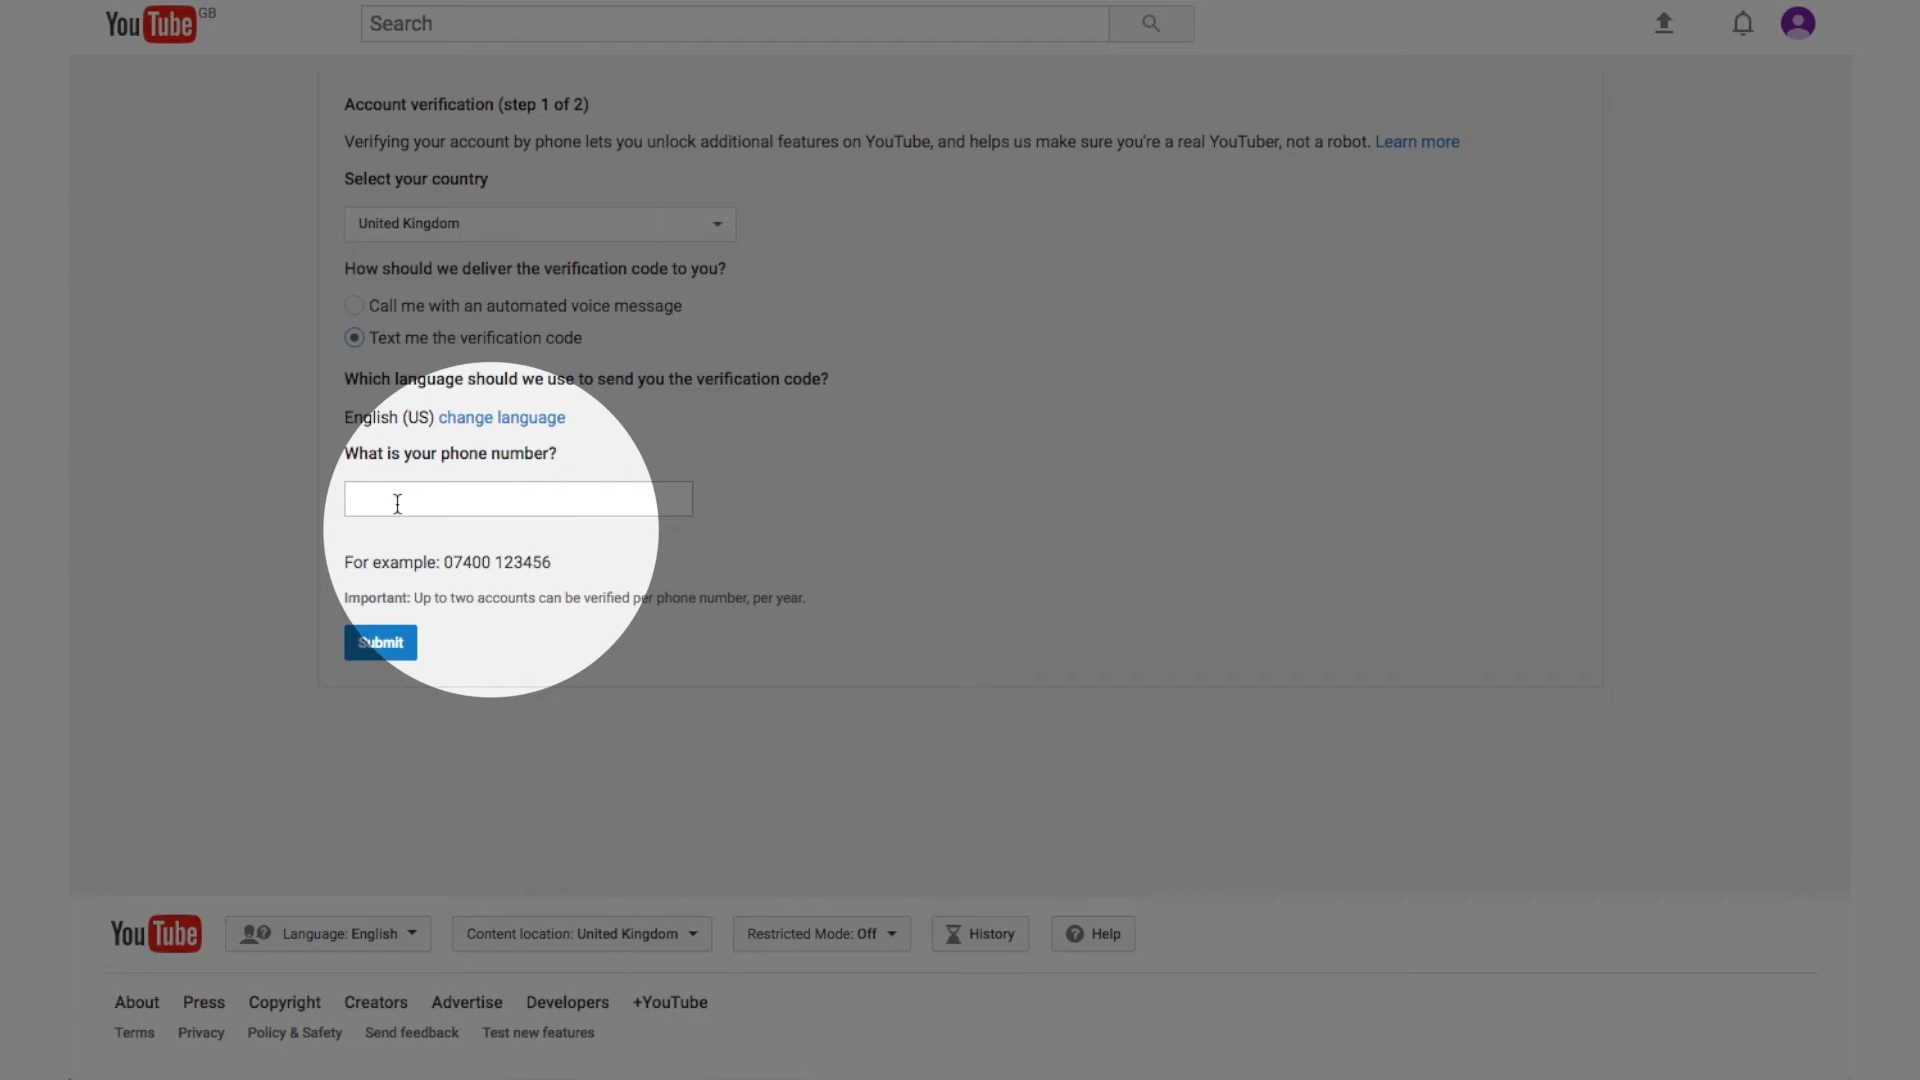 YouTube GB
Search
Account verification (step 1 of 2)
Verifying your account by phone lets you unlock additional features on YouTube, and helps us make sure you're a real YouTuber, not a robot. Learn more
Select your country
United Kingdom
How should we deliver the verification code to you?
Call me with an automated voice message
Text me the verification code
Which language should we use to send you the verification code?
English (US) change language
What is your phone number?
For example: 07400 123456
Important: Up to two accounts can be verified per phone number, per year.
Submit
YouTube Language: English Content location: United Kingdom Restricted Mode: Off History Help
About Press Copyright Creators Advertise Developers +YouTube
Terms Privacy Policy & Safety Send feedback Test new features